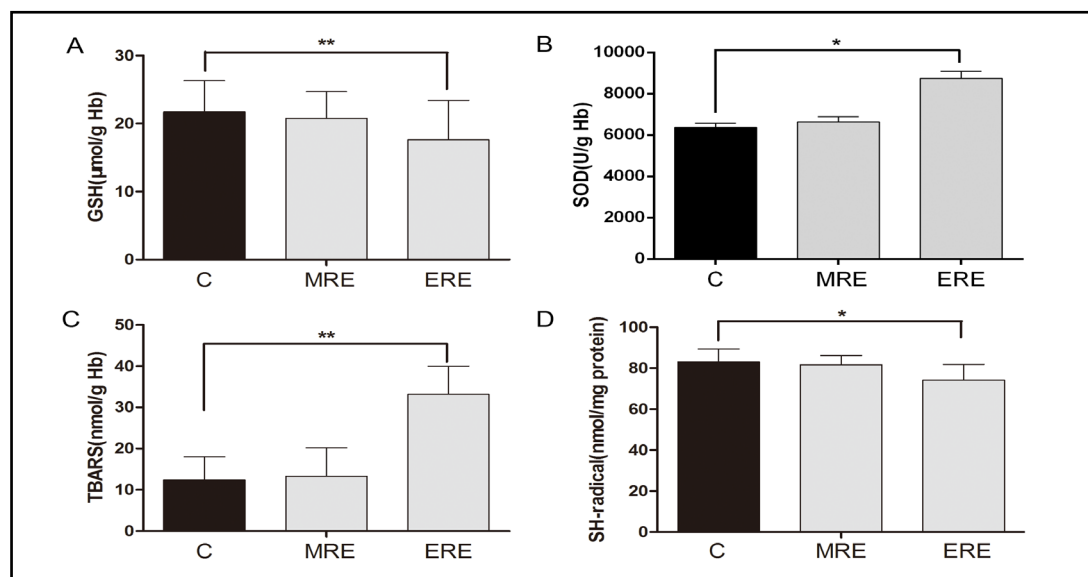 A
GSH(μmol/g Hb)
30
20
10
0
**
C MRE ERE
B
SOD(U/g Hb)
10000
8000
6000
4000
2000
0
*
C MRE ERE
C
TBARS(nmol/g Hb)
50
40
30
20
10
0
**
C MRE ERE
D
SH-radical(nmol/mg protein)
100
80
60
40
20
0
*
C MRE ERE